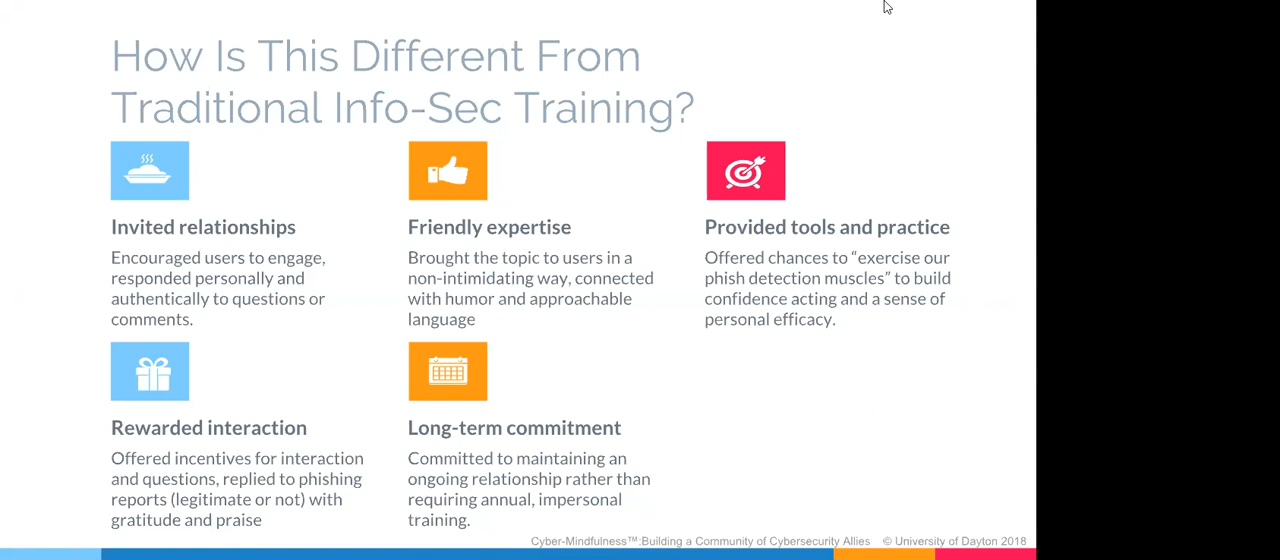 How Is This Different From
Traditional Info-Sec Training?
Invited relationships
Encouraged users to engage,
responded personally and
authentically to questions or
comments.
Friendly expertise
Brought the topic to users in a
non-intimidating way, connected
with humor and approachable
language
Provided tools and practice
Offered chances to “exercise our
phish detection muscles” to build
confidence acting and a sense of
personal efficacy.
Rewarded interaction
Offered incentives for interaction
and questions, replied to phishing
reports (legitimate or not) with
gratitude and praise
Long-term commitment
Committed to maintaining an
ongoing relationship rather than
requiring annual, impersonal
training.
Cyber-Mindfulness™:Building a Community of Cybersecurity Allies © University of Dayton 2018